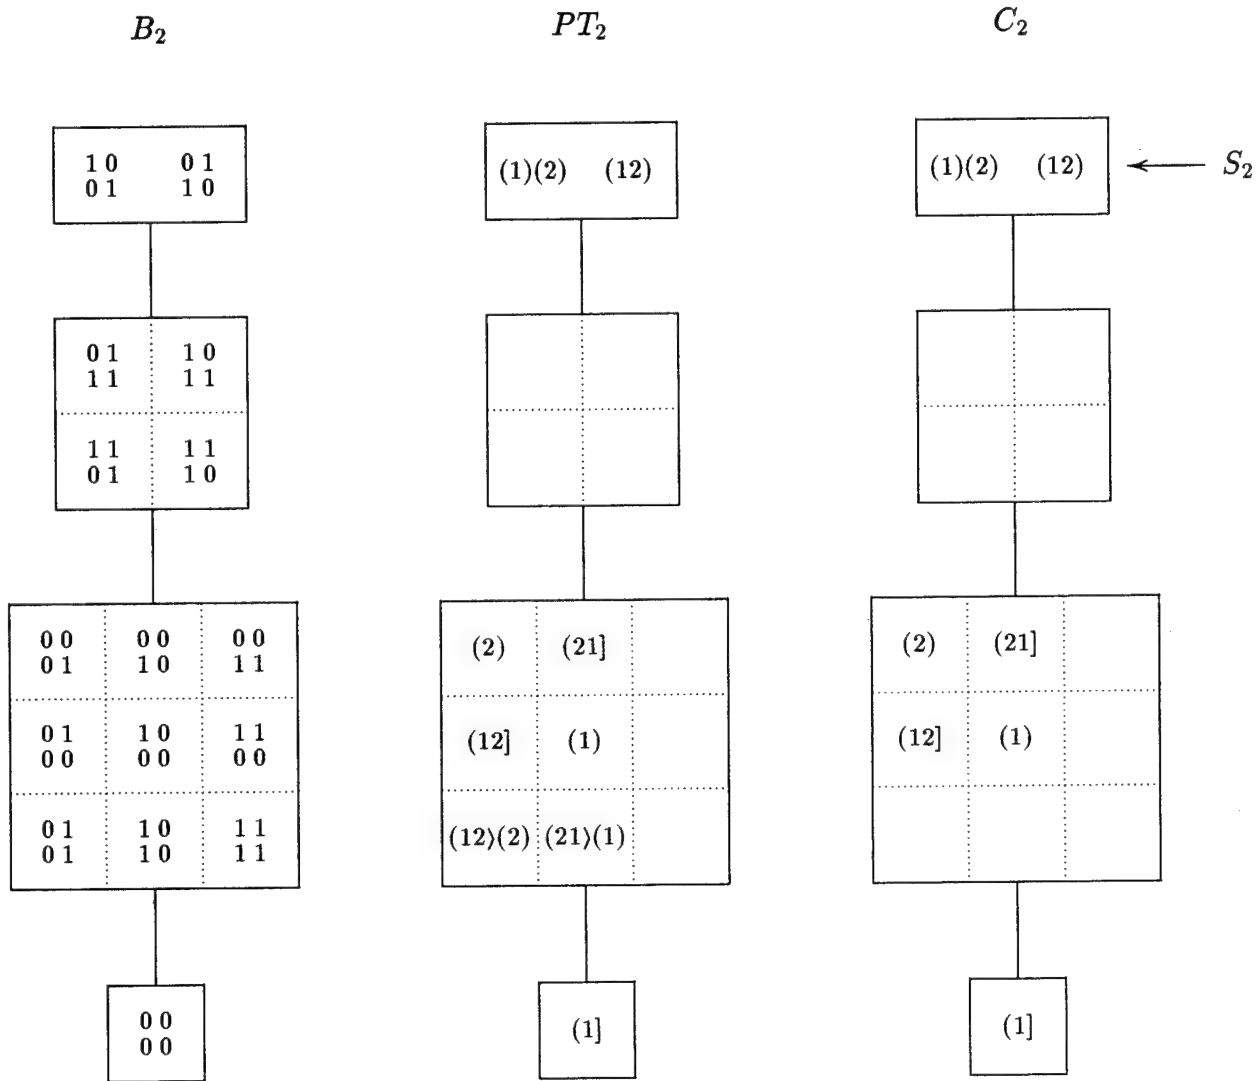 B₂ PT₂ C₂
1 0 0 1 (1)(2) (12) (1)(2) (12) S₂
0 1 1 0
0 1 1 0
1 1 1 1
1 1 1 1
0 1 1 0
0 0 0 0 0 0 (2) (21] (2) (21]
0 1 1 0 1 1
0 1 1 0 1 1 (12] (1) (12] (1)
0 0 0 0 0 0
0 1 1 0 1 1 (12⟩(2) (21⟩(1)
0 1 1 0 1 1
0 0 (1] (1]
0 0